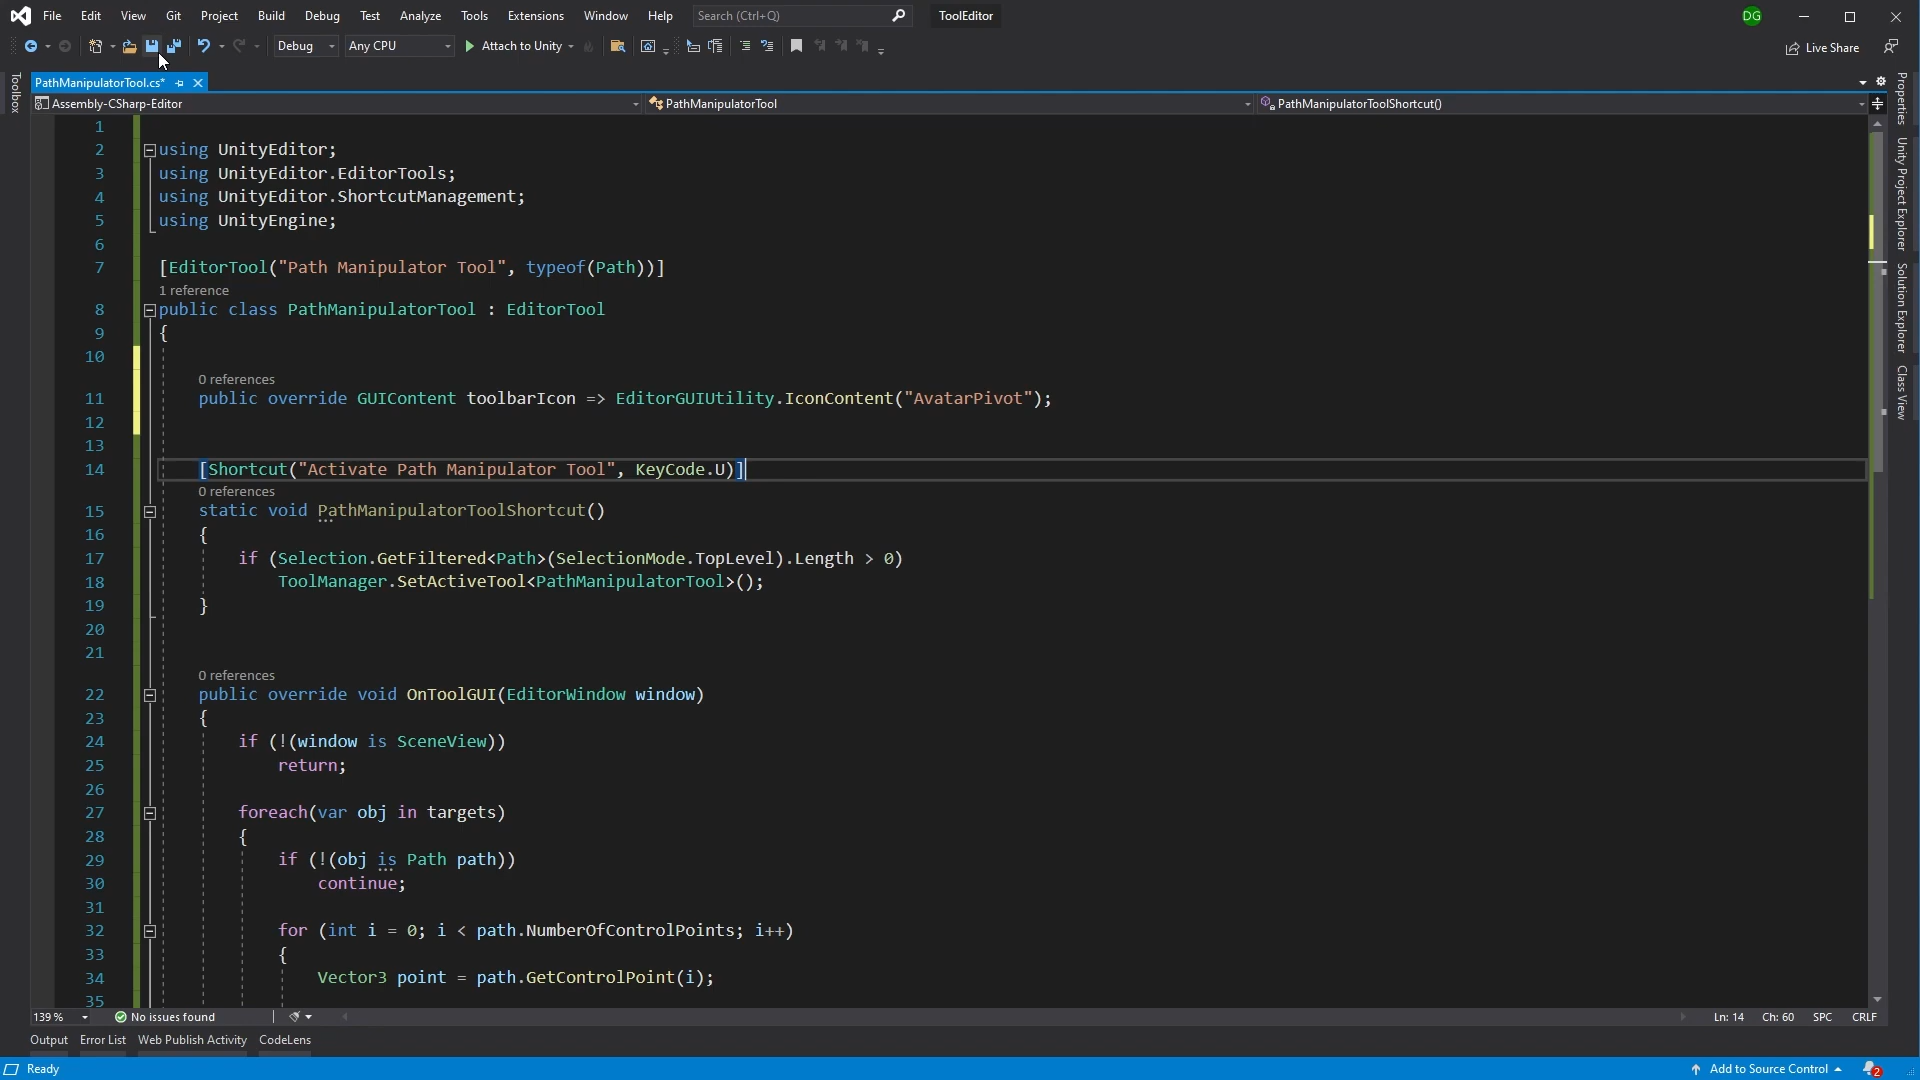 File Edit View Git Project Build Debug Test Analyze Tools Extensions Window Help Search (Ctrl+Q) ToolEditor DG
Debug Any CPU Attach to Unity Live Share
Toolbox
PathManipulatorTool.cs*
Assembly-CSharp-Editor PathManipulatorTool PathManipulatorToolShortcut()
1
2 using UnityEditor;
3 using UnityEditor.EditorTools;
4 using UnityEditor.ShortcutManagement;
5 using UnityEngine;
6
7 [EditorTool("Path Manipulator Tool", typeof(Path))]
1 reference
8 public class PathManipulatorTool : EditorTool
9 {
10
0 references
11 public override GUIContent toolbarIcon => EditorGUIUtility.IconContent("AvatarPivot");
12
13
14 [Shortcut("Activate Path Manipulator Tool", KeyCode.U)]
0 references
15 static void PathManipulatorToolShortcut()
16 {
17 if (Selection.GetFiltered<Path>(SelectionMode.TopLevel).Length > 0)
18 ToolManager.SetActiveTool<PathManipulatorTool>();
19 }
20
21
0 references
22 public override void OnToolGUI(EditorWindow window)
23 {
24 if (!(window is SceneView))
25 return;
26
27 foreach(var obj in targets)
28 {
29 if (!(obj is Path path))
30 continue;
31
32 for (int i = 0; i < path.NumberOfControlPoints; i++)
33 {
34 Vector3 point = path.GetControlPoint(i);
35
Properties
Unity Project Explorer
Solution Explorer
Class View
139 % No issues found Ln: 14 Ch: 60 SPC CRLF
Output Error List Web Publish Activity CodeLens
Ready Add to Source Control 2